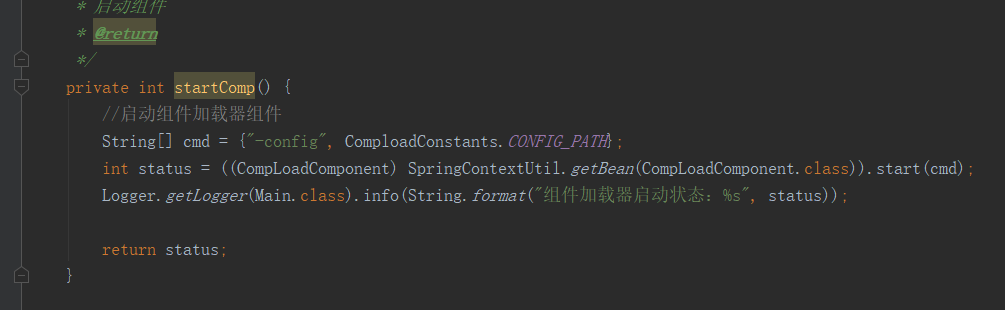 * 启动组件
* @return
*/
private int startComp() {
//启动组件加载器组件
String[] cmd = {"-config", ComploadConstants.CONFIG_PATH};
int status = ((CompLoadComponent) SpringContextUtil.getBean(CompLoadComponent.class)).start(cmd);
Logger.getLogger(Main.class).info(String.format("组件加载器启动状态：%s", status));
return status;
}